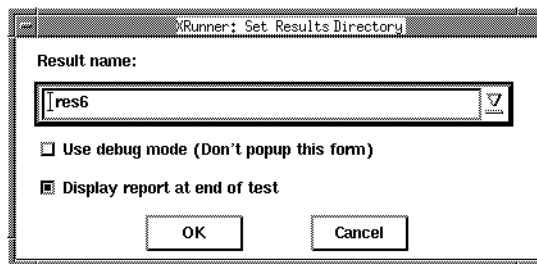 XRunner: Set Results Directory
Result name:
res6
Use debug mode (Don't popup this form)
Display report at end of test
OK Cancel